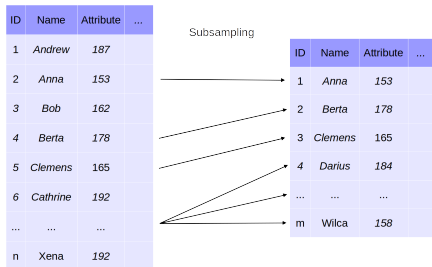 Subsampling
ID Name Attribute ...
1 Andrew 187
2 Anna 153
3 Bob 162
4 Berta 178
5 Clemens 165
6 Cathrine 192
... ... ...
n Xena 192
ID Name Attribute ...
1 Anna 153
2 Berta 178
3 Clemens 165
4 Darius 184
... ... ...
m Wilca 158